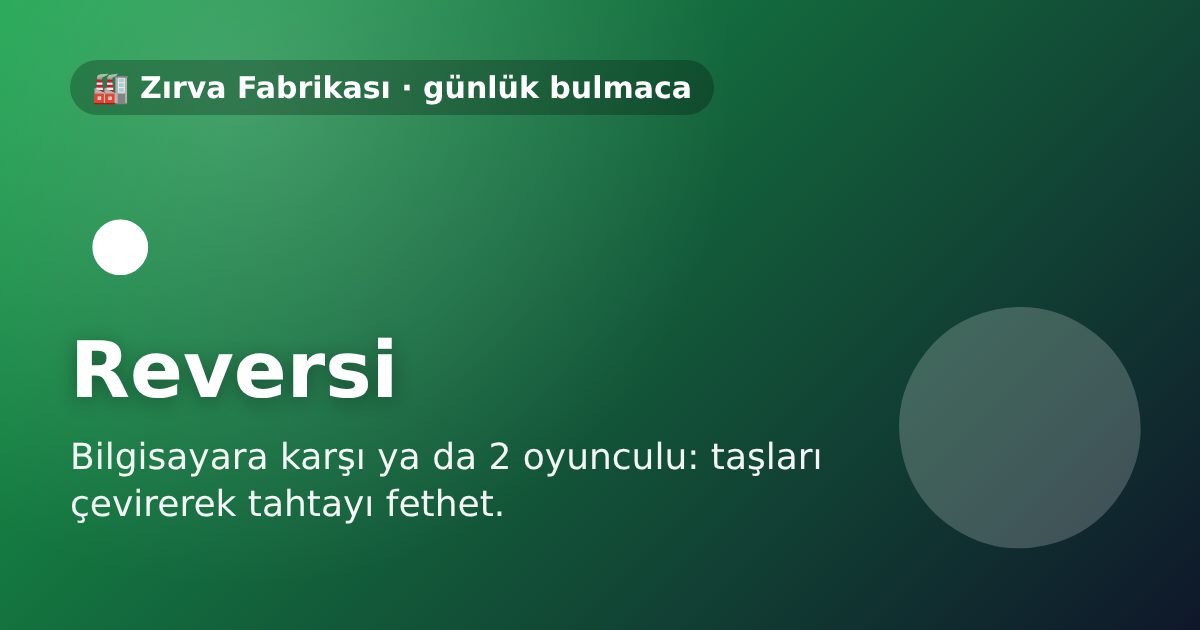 🏭 Zırva Fabrikası · günlük bulmaca
Reversi
Bilgisayara karşı ya da 2 oyunculu: taşları
çevirerek tahtayı fethet.